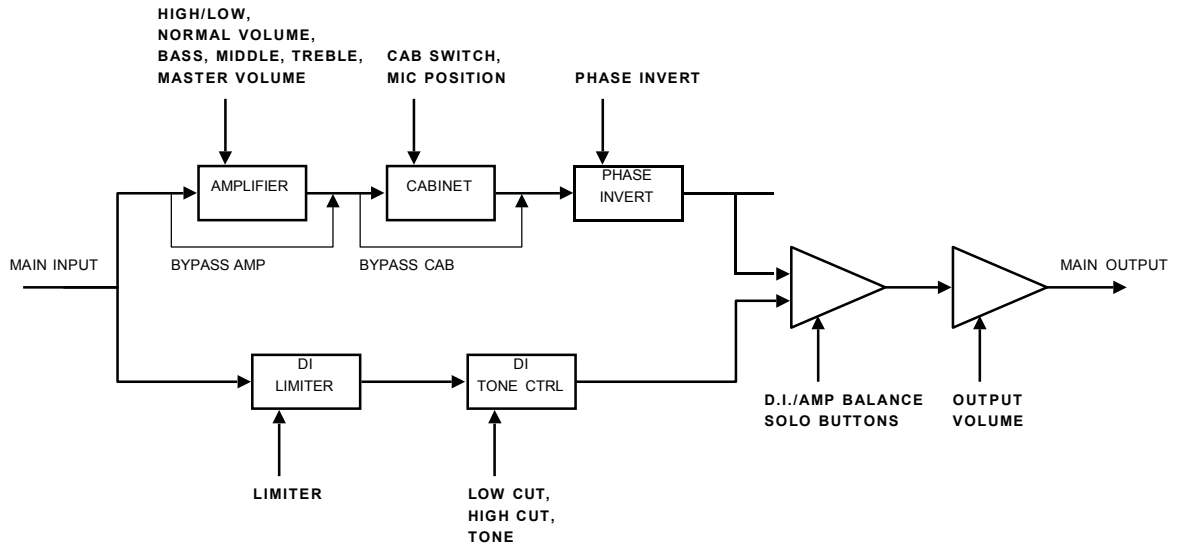 HIGH/LOW,
NORMAL VOLUME,
BASS, MIDDLE, TREBLE,
MASTER VOLUME
CAB SWITCH,
MIC POSITION
PHASE INVERT
AMPLIFIER
CABINET
PHASE
INVERT
BYPASS AMP
BYPASS CAB
MAIN INPUT
MAIN OUTPUT
DI
LIMITER
DI
TONE CTRL
D.I./AMP BALANCE
SOLO BUTTONS
OUTPUT
VOLUME
LIMITER
LOW CUT,
HIGH CUT,
TONE